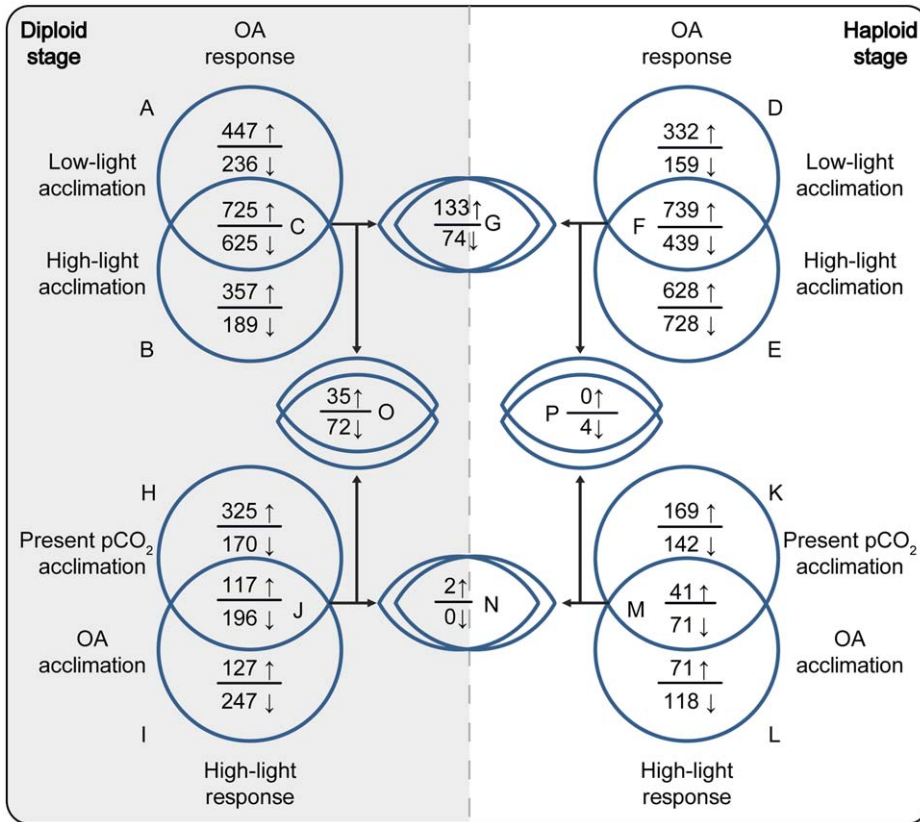 Diploid
stage
OA
response
OA
response
Haploid
stage
A
447 ↑
236 ↓
Low-light
acclimation
725 ↑
625 ↓
C
High-light
acclimation
357 ↑
189 ↓
B
133↑
74↓
G
D
332 ↑
159 ↓
Low-light
acclimation
F
739 ↑
439 ↓
High-light
acclimation
628 ↑
728 ↓
E
35↑
72↓
O
P
0↑
4↓
H
325 ↑
170 ↓
Present pCO₂
acclimation
117 ↑
196 ↓
J
OA
acclimation
127 ↑
247 ↓
I
High-light
response
2↑
0↓
N
K
169 ↑
142 ↓
Present pCO₂
acclimation
M
41 ↑
71 ↓
OA
acclimation
71 ↑
118 ↓
L
High-light
response